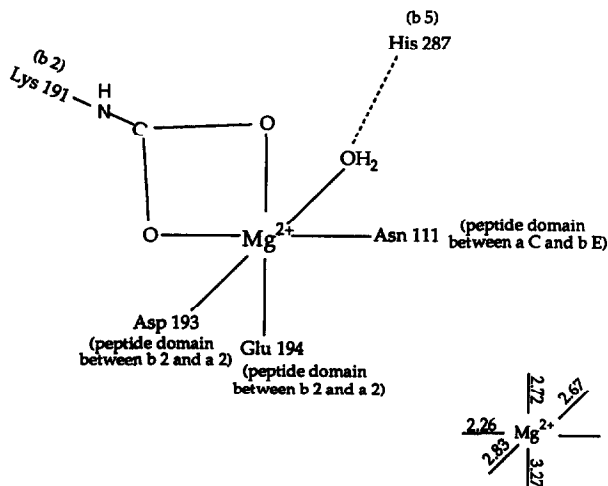 (b 5)
His 287
(b 2)
Lys 191
H
N
C
O
OH₂
O
Mg²⁺
Asn 111
(peptide domain
between a C and b E)
Asp 193
(peptide domain
between b 2 and a 2)
Glu 194
(peptide domain
between b 2 and a 2)
2.72
2.67
2.26
Mg²⁺
2.83
3.27